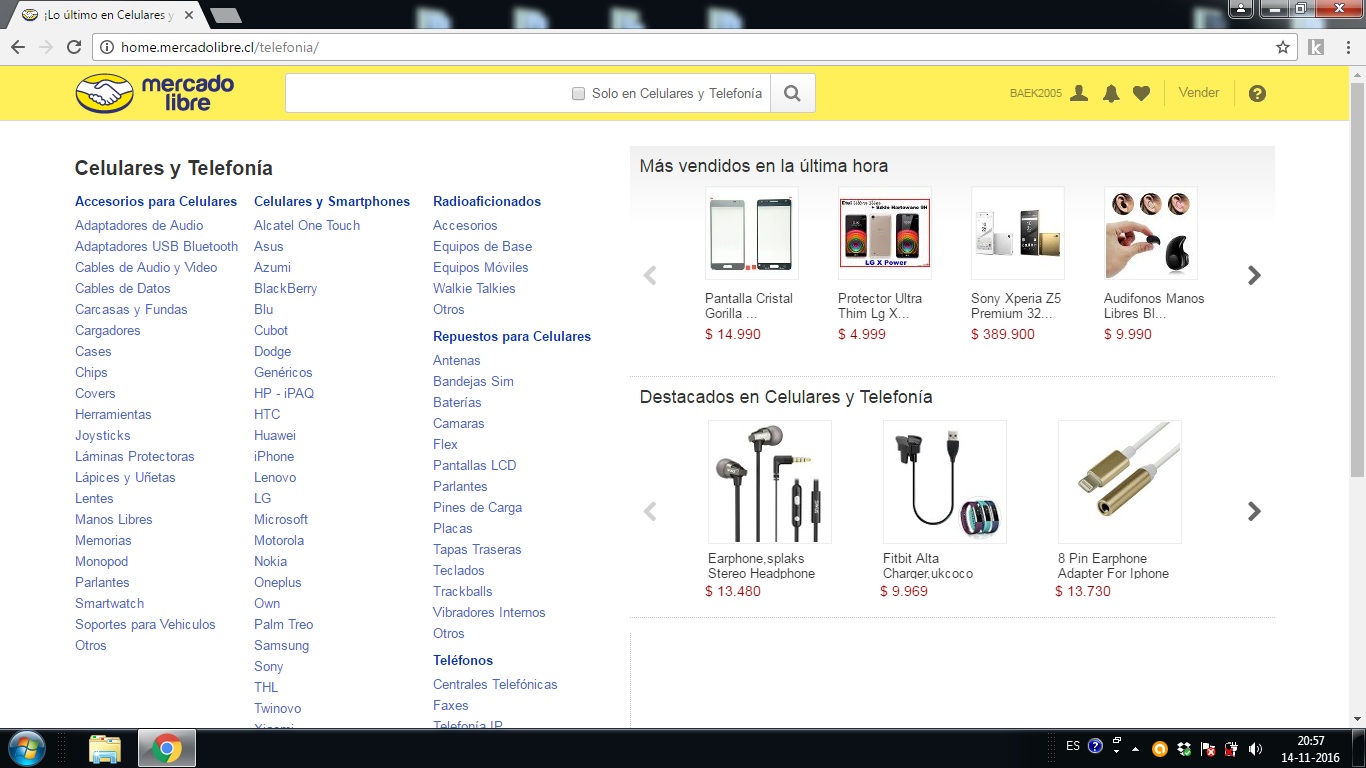 ¡Lo último en Celulares y
home.mercadolibre.cl/telefonia/
mercado
libre
Solo en Celulares y Telefonía
BAEK2005
Vender
Celulares y Telefonía
Accesorios para Celulares
Adaptadores de Audio
Adaptadores USB Bluetooth
Cables de Audio y Video
Cables de Datos
Carcasas y Fundas
Cargadores
Cases
Chips
Covers
Herramientas
Joysticks
Láminas Protectoras
Lápices y Uñetas
Lentes
Manos Libres
Memorias
Monopod
Parlantes
Smartwatch
Soportes para Vehiculos
Otros
Celulares y Smartphones
Alcatel One Touch
Asus
Azumi
BlackBerry
Blu
Cubot
Dodge
Genéricos
HP - iPAQ
HTC
Huawei
iPhone
Lenovo
LG
Microsoft
Motorola
Nokia
Oneplus
Own
Palm Treo
Samsung
Sony
THL
Twinovo
Xiaomi
Radioaficionados
Accesorios
Equipos de Base
Equipos Móviles
Walkie Talkies
Otros
Repuestos para Celulares
Antenas
Bandejas Sim
Baterías
Camaras
Flex
Pantallas LCD
Parlantes
Pines de Carga
Placas
Tapas Traseras
Teclados
Trackballs
Vibradores Internos
Otros
Teléfonos
Centrales Telefónicas
Faxes
Telefonía IP
Más vendidos en la última hora
LG X Power
Pantalla Cristal
Gorilla ...
$ 14.990
Protector Ultra
Thim Lg X...
$ 4.999
Sony Xperia Z5
Premium 32...
$ 389.900
Audifonos Manos
Libres Bl...
$ 9.990
Destacados en Celulares y Telefonía
Earphone,splaks
Stereo Headphone
$ 13.480
Fitbit Alta
Charger,ukcoco
$ 9.969
8 Pin Earphone
Adapter For Iphone
$ 13.730
ES
20:57
14-11-2016